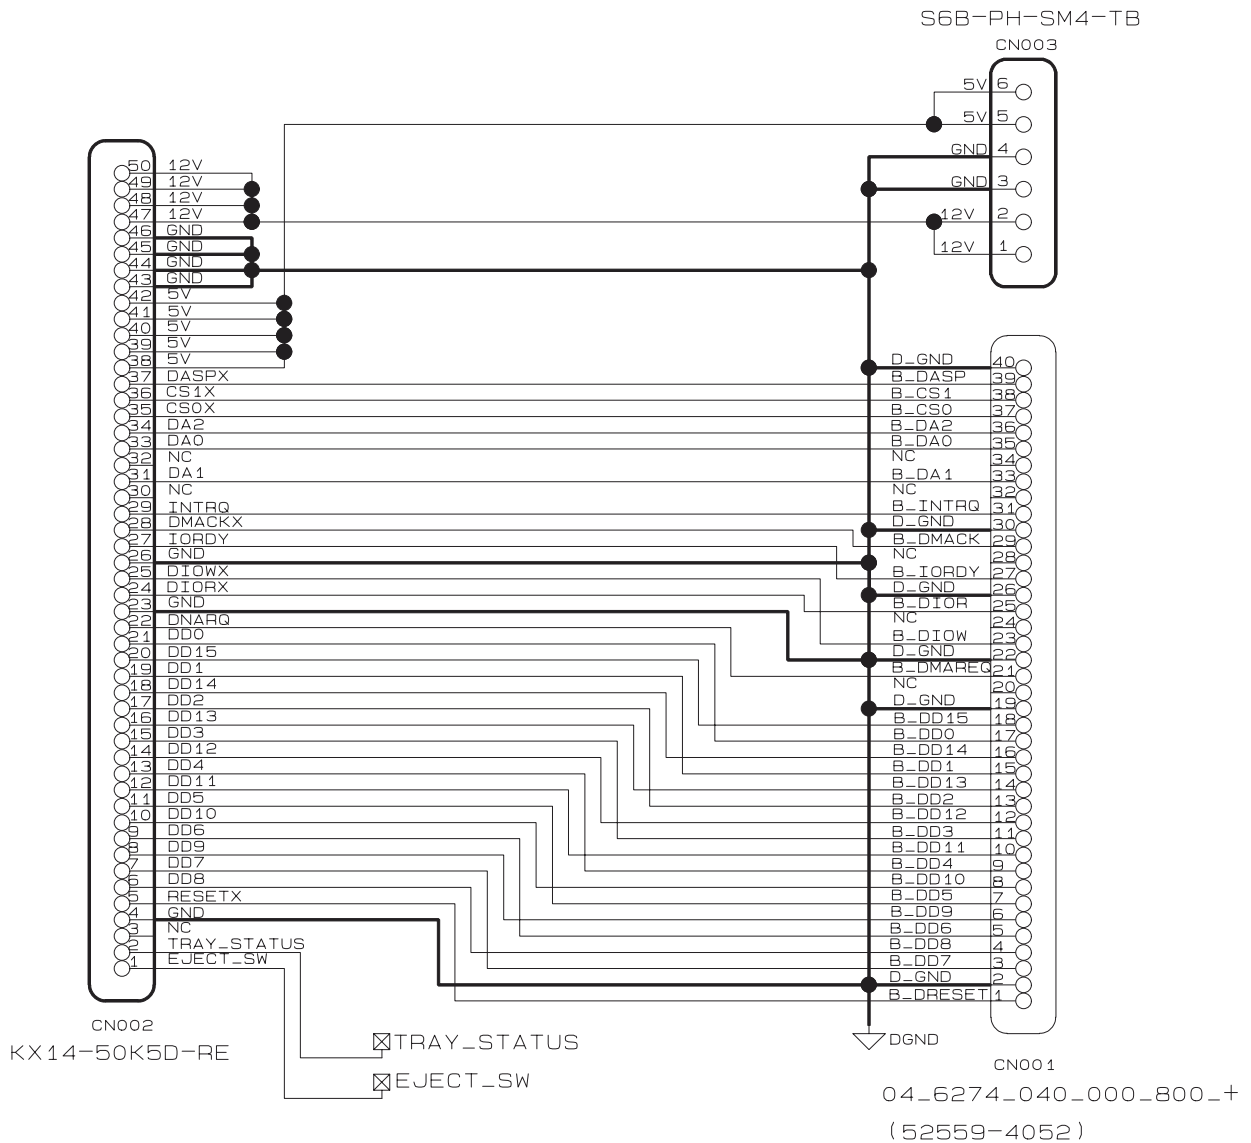 S6B-PH-SM4-TB
CN003
5V 6
5V 5
GND 4
GND 3
12V 2
12V 1
50 12V
49 12V
48 12V
47 12V
46 GND
45 GND
44 GND
43 GND
42 5V
41 5V
40 5V
39 5V
38 5V
37 DASPX
36 CS1X
35 CS0X
34 DA2
33 DA0
32 NC
31 DA1
30 NC
29 INTRQ
28 DMACKX
27 IORDY
26 GND
25 DIOWX
24 DIORX
23 GND
22 DNARQ
21 DD0
20 DD15
19 DD1
18 DD14
17 DD2
16 DD13
15 DD3
14 DD12
13 DD4
12 DD11
11 DD5
10 DD10
9 DD6
8 DD9
7 DD7
6 DD8
5 RESETX
4 GND
3 NC
2 TRAY_STATUS
1 EJECT_SW
CN002
KX14-50K5D-RE
TRAY_STATUS
EJECT_SW
D_GND 40
B_DASP 39
B_CS1 38
B_CS0 37
B_DA2 36
B_DA0 35
NC 34
B_DA1 33
NC 32
B_INTRQ 31
D_GND 30
B_DMACK 29
NC 28
B_IORDY 27
D_GND 26
B_DIOR 25
NC 24
B_DIOW 23
D_GND 22
B_DMAREQ 21
NC 20
D_GND 19
B_DD15 18
B_DD0 17
B_DD14 16
B_DD1 15
B_DD13 14
B_DD2 13
B_DD12 12
B_DD3 11
B_DD11 10
B_DD4 9
B_DD10 8
B_DD5 7
B_DD9 6
B_DD6 5
B_DD8 4
B_DD7 3
D_GND 2
B_DRESET 1
DGND
CN001
04_6274_040_000_800_+
(52559-4052)